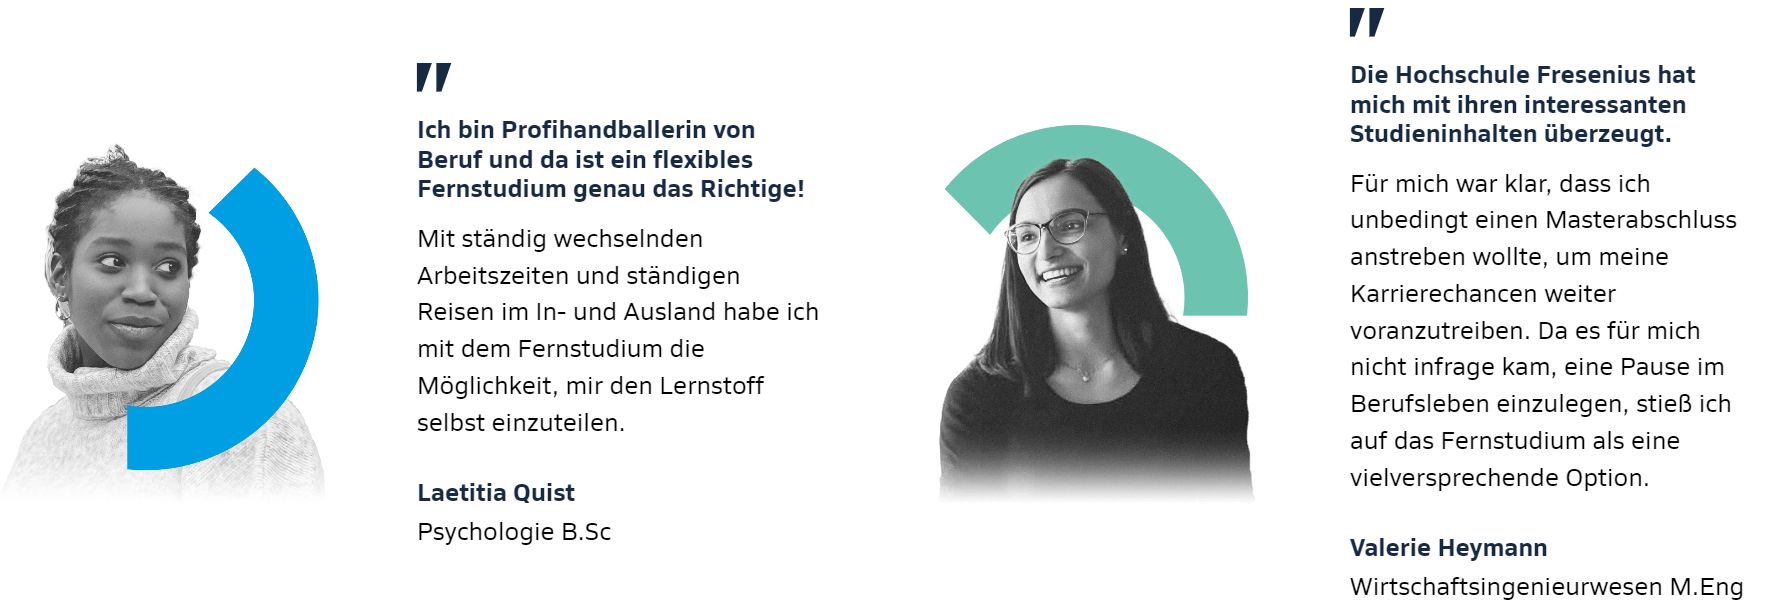 "
Ich bin Profihandballerin von
Beruf und da ist ein flexibles
Fernstudium genau das Richtige!
Mit ständig wechselnden
Arbeitszeiten und ständigen
Reisen im In- und Ausland habe ich
mit dem Fernstudium die
Möglichkeit, mir den Lernstoff
selbst einzuteilen.
Laetitia Quist
Psychologie B.Sc
"
Die Hochschule Fresenius hat
mich mit ihren interessanten
Studieninhalten überzeugt.
Für mich war klar, dass ich
unbedingt einen Masterabschluss
anstreben wollte, um meine
Karrierechancen weiter
voranzutreiben. Da es für mich
nicht infrage kam, eine Pause im
Berufsleben einzulegen, stieß ich
auf das Fernstudium als eine
vielversprechende Option.
Valerie Heymann
Wirtschaftsingenieurwesen M.Eng